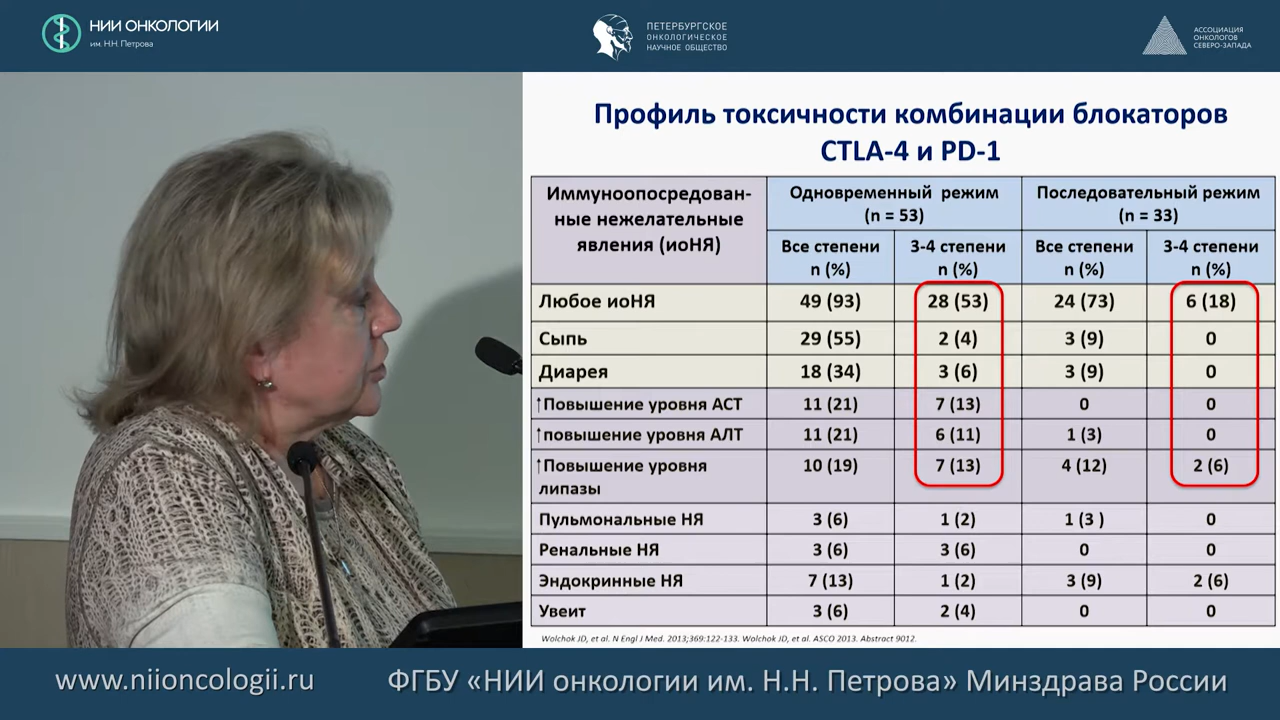 НИИ ОНКОЛОГИИ
им. Н.Н. Петрова
ПЕТЕРБУРГСКОЕ
ОНКОЛОГИЧЕСКОЕ
НАУЧНОЕ ОБЩЕСТВО
АССОЦИАЦИЯ
ОНКОЛОГОВ
СЕВЕРО-ЗАПАДА
Профиль токсичности комбинации блокаторов
CTLA-4 и PD-1
Иммуноопосредован-
ные нежелательные
явления (иоНЯ)
Одновременный режим
(n = 53)
Последовательный режим
(n = 33)
Все степени
n (%)
3-4 степени
n (%)
Все степени
n (%)
3-4 степени
n (%)
Любое иоНЯ 49 (93) 28 (53) 24 (73) 6 (18)
Сыпь 29 (55) 2 (4) 3 (9) 0
Диарея 18 (34) 3 (6) 3 (9) 0
↑Повышение уровня АСТ 11 (21) 7 (13) 0 0
↑повышение уровня АЛТ 11 (21) 6 (11) 1 (3) 0
↑Повышение уровня 10 (19) 7 (13) 4 (12) 2 (6)
липазы
Пульмональные НЯ 3 (6) 1 (2) 1 (3 ) 0
Ренальные НЯ 3 (6) 3 (6) 0 0
Эндокринные НЯ 7 (13) 1 (2) 3 (9) 2 (6)
Увеит 3 (6) 2 (4) 0 0
Wolchok JD, et al. N Engl J Med. 2013;369:122-133. Wolchok JD, et al. ASCO 2013. Abstract 9012.
www.niioncologii.ru
ФГБУ «НИИ онкологии им. Н.Н. Петрова» Минздрава России